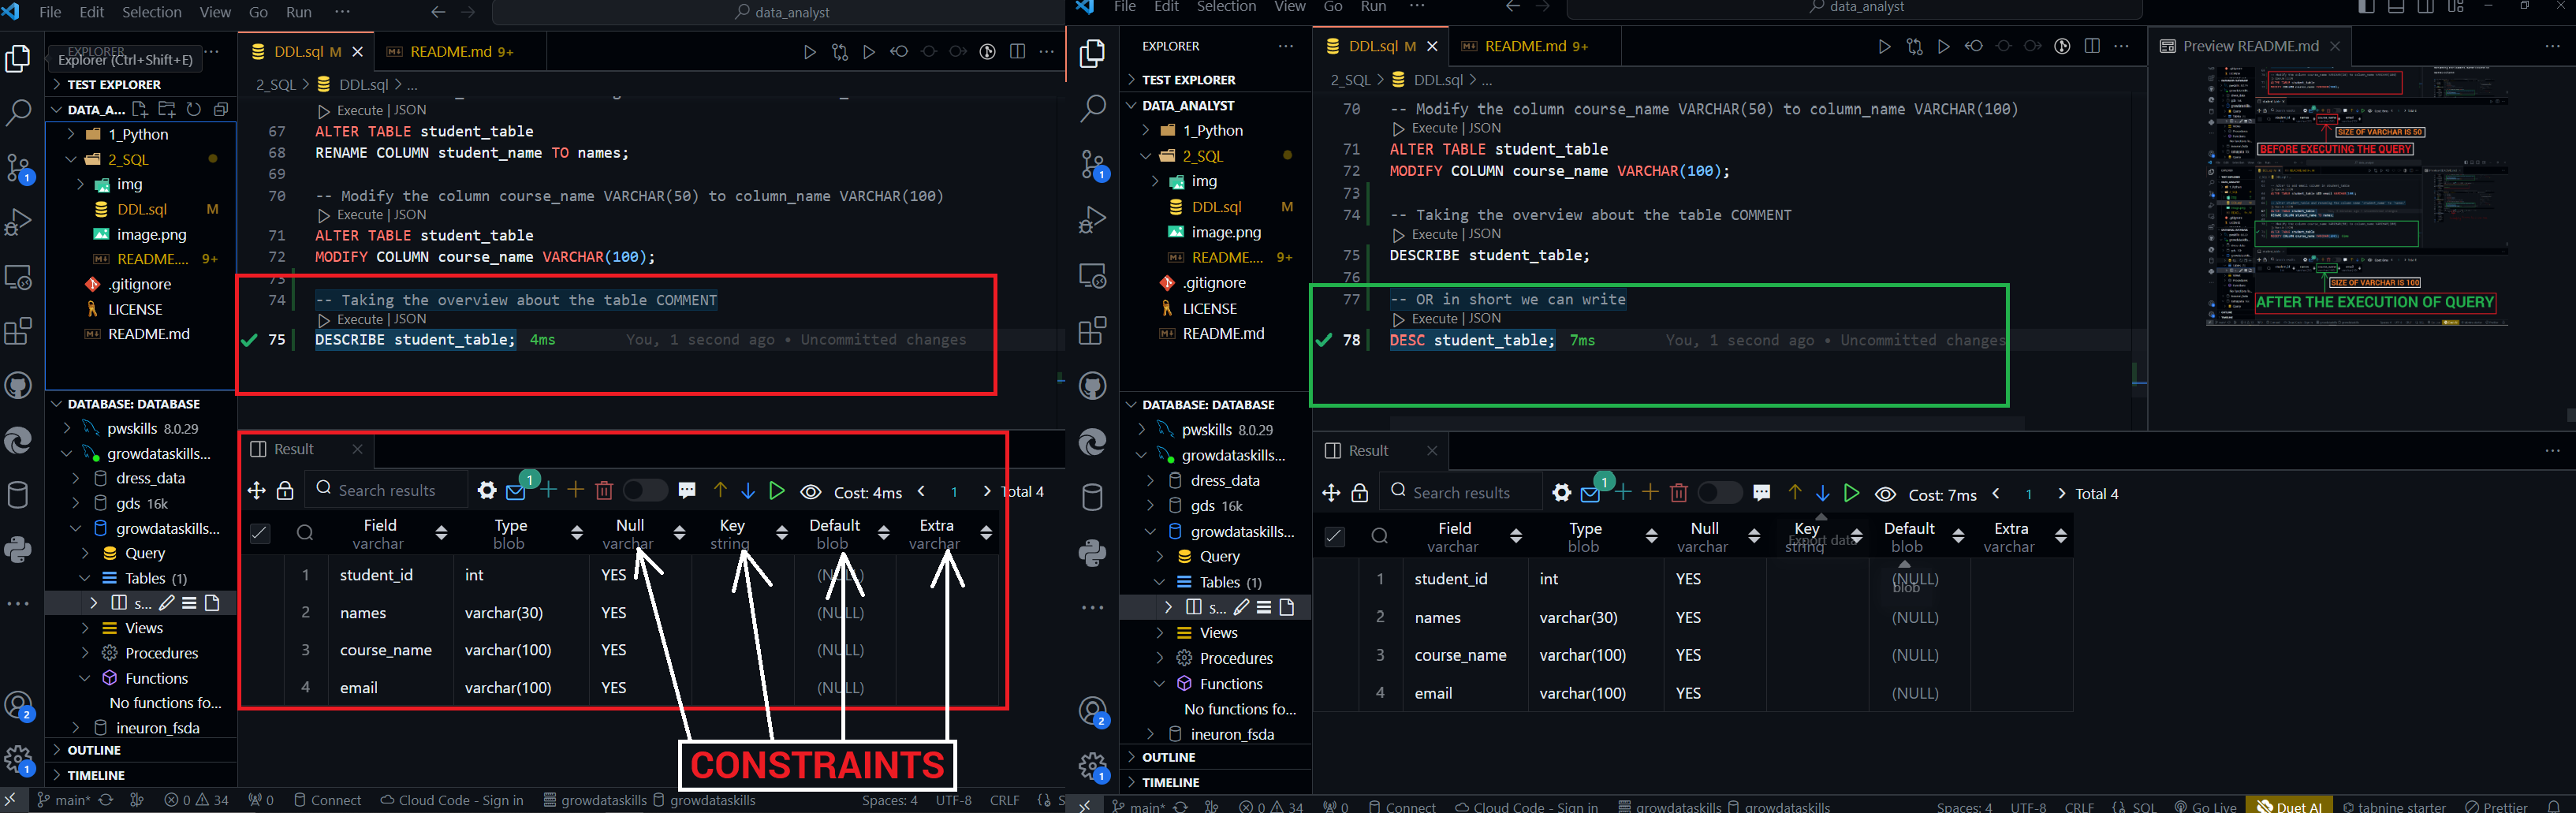 File Edit Selection View Go Run ··· data_analyst
EXPLORER
Explorer (Ctrl+Shift+E)
TEST EXPLORER
DATA_A...
1_Python
2_SQL
img
DDL.sql M
image.png
README.... 9+
.gitignore
LICENSE
README.md
DATABASE: DATABASE
pwskills 8.0.29
growdataskills...
dress_data
gds 16k
growdataskills...
Query
Tables (1)
s...
Views
Procedures
Functions
No functions fo...
ineuron_fsda
OUTLINE
TIMELINE
DDL.sql M README.md 9+
2_SQL > DDL.sql > ...
Execute | JSON
67 ALTER TABLE student_table
68 RENAME COLUMN student_name TO names;
69
70 -- Modify the column course_name VARCHAR(50) to column_name VARCHAR(100)
Execute | JSON
71 ALTER TABLE student_table
72 MODIFY COLUMN course_name VARCHAR(100);
73
74 -- Taking the overview about the table COMMENT
Execute | JSON
75 DESCRIBE student_table; 4ms You, 1 second ago • Uncommitted changes
Result
Search results 1 Cost: 4ms 1 Total 4
Field Type Null Key Default Extra
varchar blob varchar string blob varchar
1 student_id int YES (NULL)
2 names varchar(30) YES (NULL)
3 course_name varchar(100) YES (NULL)
4 email varchar(100) YES (NULL)
CONSTRAINTS
main* 0 34 0 Connect Cloud Code - Sign in growdataskills growdataskills Spaces: 4 UTF-8 CRLF
File Edit Selection View Go Run ··· data_analyst
EXPLORER
TEST EXPLORER
DATA_ANALYST
1_Python
2_SQL
img
DDL.sql M
image.png
README.... 9+
.gitignore
LICENSE
README.md
DATABASE: DATABASE
pwskills 8.0.29
growdataskills...
dress_data
gds 16k
growdataskills...
Query
Tables (1)
s...
Views
Procedures
Functions
No functions fo...
ineuron_fsda
OUTLINE
TIMELINE
DDL.sql M README.md 9+
2_SQL > DDL.sql > ...
70 -- Modify the column course_name VARCHAR(50) to column_name VARCHAR(100)
Execute | JSON
71 ALTER TABLE student_table
72 MODIFY COLUMN course_name VARCHAR(100);
73
74 -- Taking the overview about the table COMMENT
Execute | JSON
75 DESCRIBE student_table;
76
77 -- OR in short we can write
Execute | JSON
78 DESC student_table; 7ms You, 1 second ago • Uncommitted changes
Preview README.md
SIZE OF VARCHAR IS 50
BEFORE EXECUTING THE QUERY
SIZE OF VARCHAR IS 100
AFTER THE EXECUTION OF QUERY
Result
Search results 1 Cost: 7ms 1 Total 4
Field Type Null Key Default Extra
varchar blob varchar string blob varchar
Export data
1 student_id int YES (NULL)
blob
2 names varchar(30) YES (NULL)
3 course_name varchar(100) YES (NULL)
4 email varchar(100) YES (NULL)
main* 0 34 0 Connect Cloud Code - Sign in growdataskills growdataskills Spaces: 4 UTF-8 CRLF SQL Go Live Duet AI tabnine starter Prettier